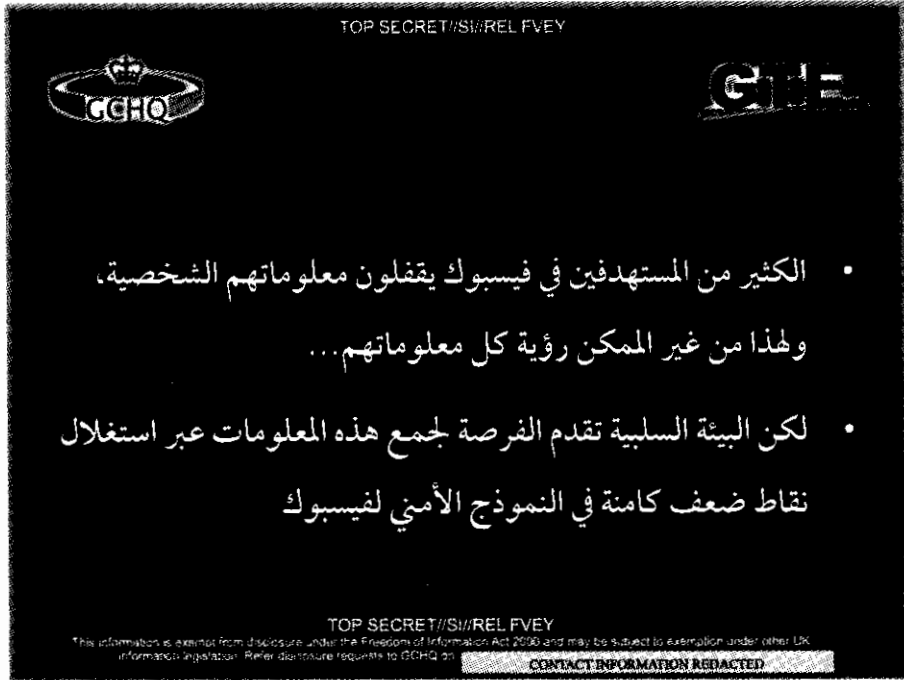 TOP SECRET//SI//REL FVEY
GCHQ
GTE
• الكثير من المستهدفين في فيسبوك يقفلون معلوماتهم الشخصية،
ولهذا من غير الممكن رؤية كل معلوماتهم...
• لكن البيئة السلبية تقدم الفرصة لجمع هذه المعلومات عبر استغلال
نقاط ضعف كامنة في النموذج الأمني لفيسبوك
TOP SECRET//SI//REL FVEY
This information is exempt from disclosure under the Freedom of Information Act 2000 and may be subject to exemption under other UK
information legislation. Refer disclosure requests to GCHQ on
CONTACT INFORMATION REDACTED